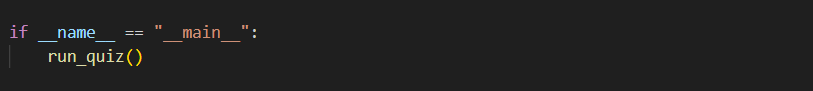 if __name__ == "__main__":
    run_quiz()